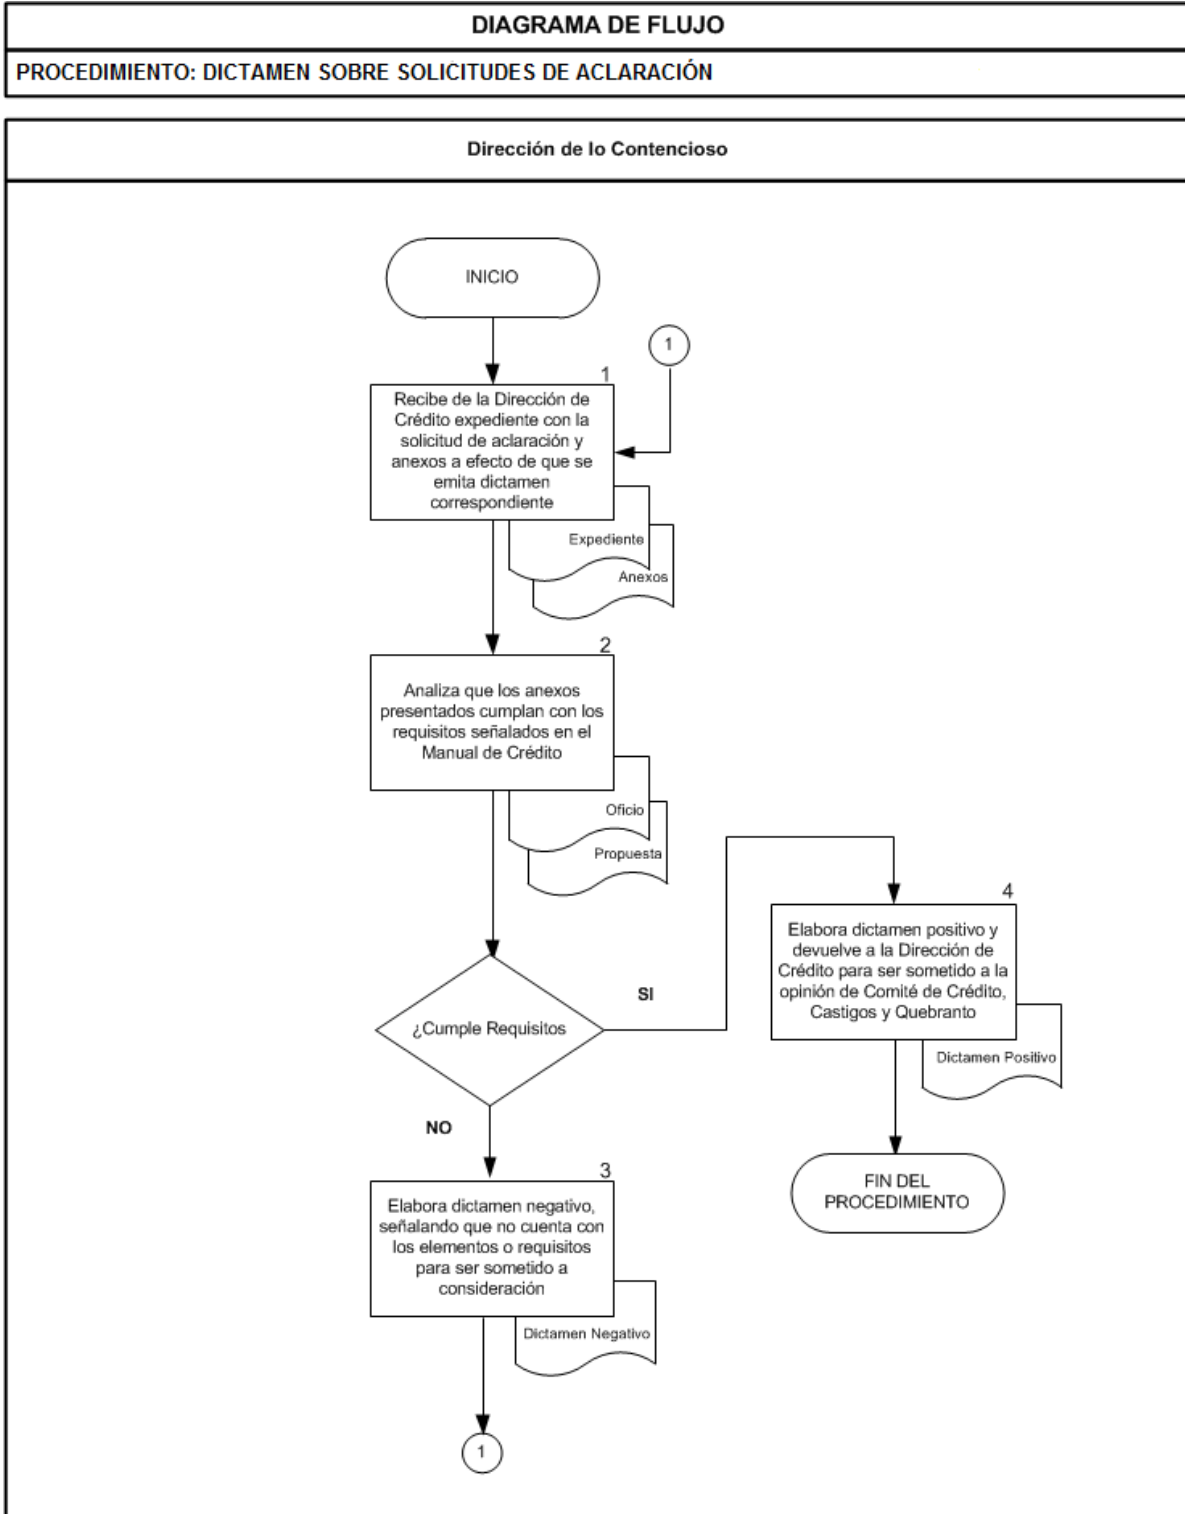 DIAGRAMA DE FLUJO
PROCEDIMIENTO: DICTAMEN SOBRE SOLICITUDES DE ACLARACIÓN
Dirección de lo Contencioso
INICIO
1
1
Recibe de la Dirección de
Crédito expediente con la
solicitud de aclaración y
anexos a efecto de que se
emita dictamen
correspondiente
Expediente
Anexos
2
Analiza que los anexos
presentados cumplan con los
requisitos señalados en el
Manual de Crédito
Oficio
Propuesta
¿Cumple Requisitos
SI
4
Elabora dictamen positivo y
devuelve a la Dirección de
Crédito para ser sometido a la
opinión de Comité de Crédito,
Castigos y Quebranto
Dictamen Positivo
FIN DEL
PROCEDIMIENTO
NO
3
Elabora dictamen negativo,
señalando que no cuenta con
los elementos o requisitos
para ser sometido a
consideración
Dictamen Negativo
1